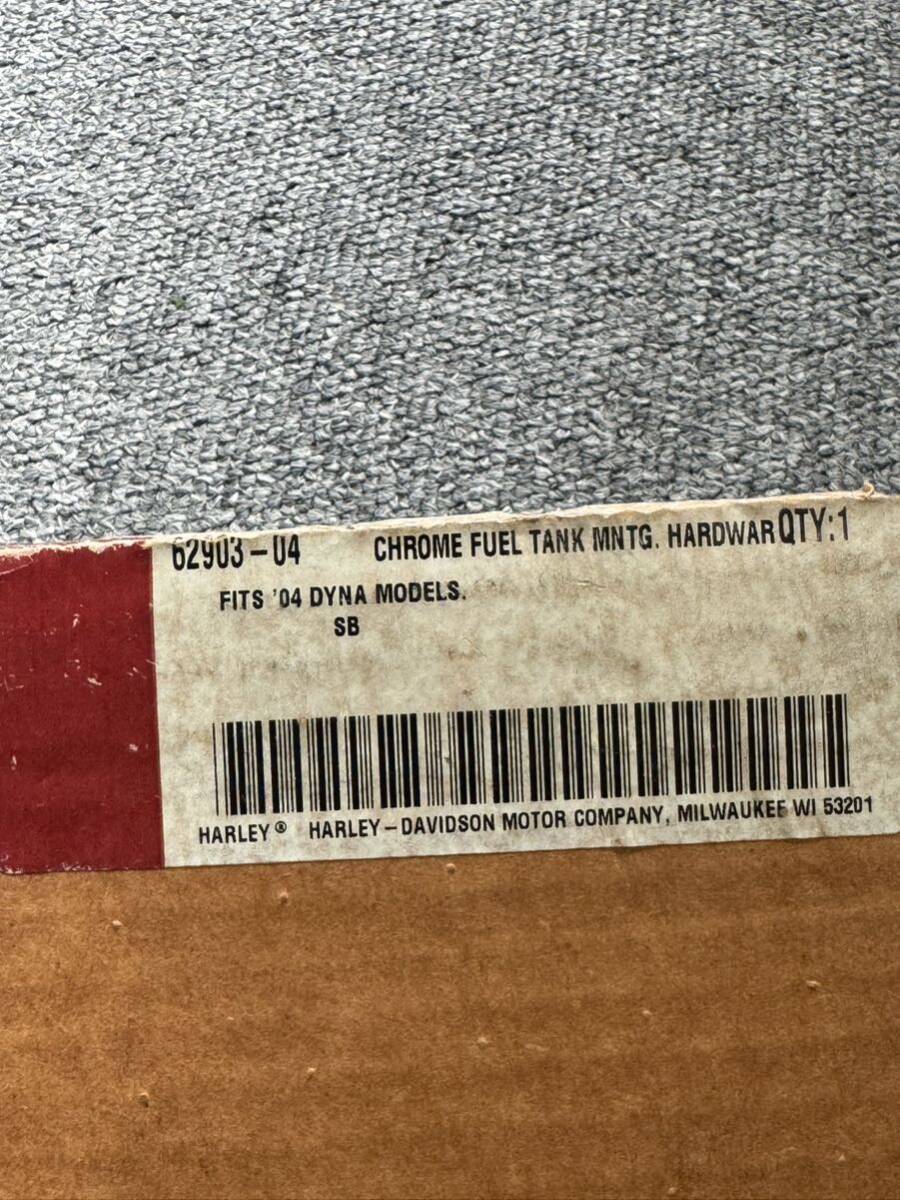 62903-04 CHROME FUEL TANK MNTG. HARDWAR QTY:1
FITS '04 DYNA MODELS.
SB
HARLEY® HARLEY-DAVIDSON MOTOR COMPANY, MILWAUKEE WI 53201